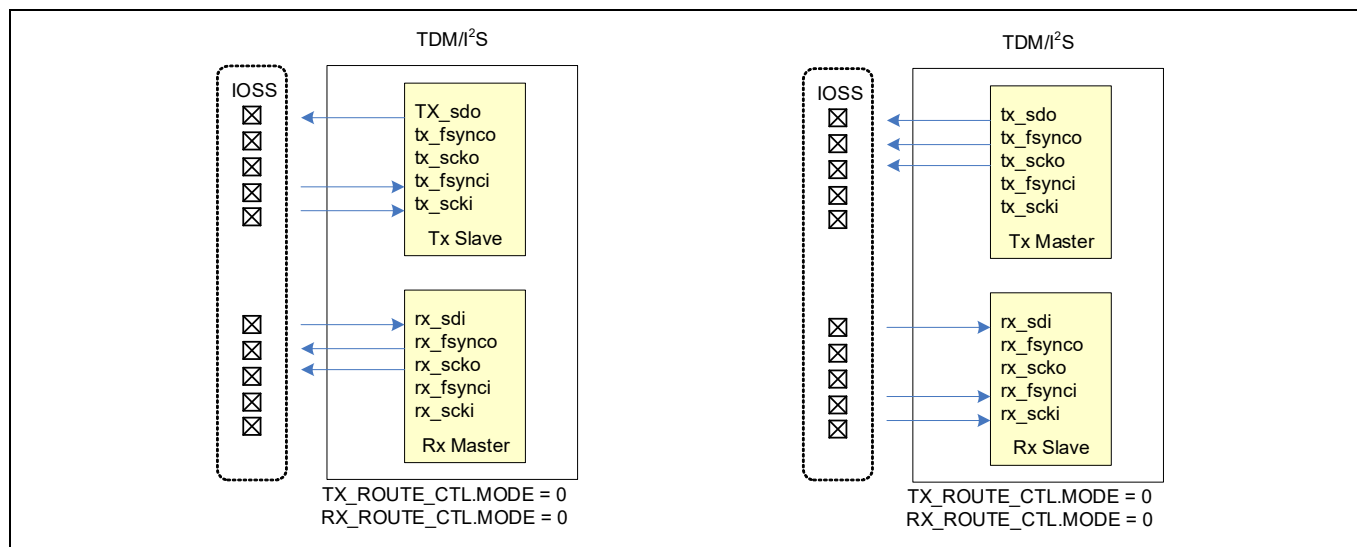 TDM/I²S
IOSS
TX_sdo
tx_fsynco
tx_scko
tx_fsynci
tx_scki
Tx Slave
rx_sdi
rx_fsynco
rx_scko
rx_fsynci
rx_scki
Rx Master
TX_ROUTE_CTL.MODE = 0
RX_ROUTE_CTL.MODE = 0
TDM/I²S
IOSS
tx_sdo
tx_fsynco
tx_scko
tx_fsynci
tx_scki
Tx Master
rx_sdi
rx_fsynco
rx_scko
rx_fsynci
rx_scki
Rx Slave
TX_ROUTE_CTL.MODE = 0
RX_ROUTE_CTL.MODE = 0